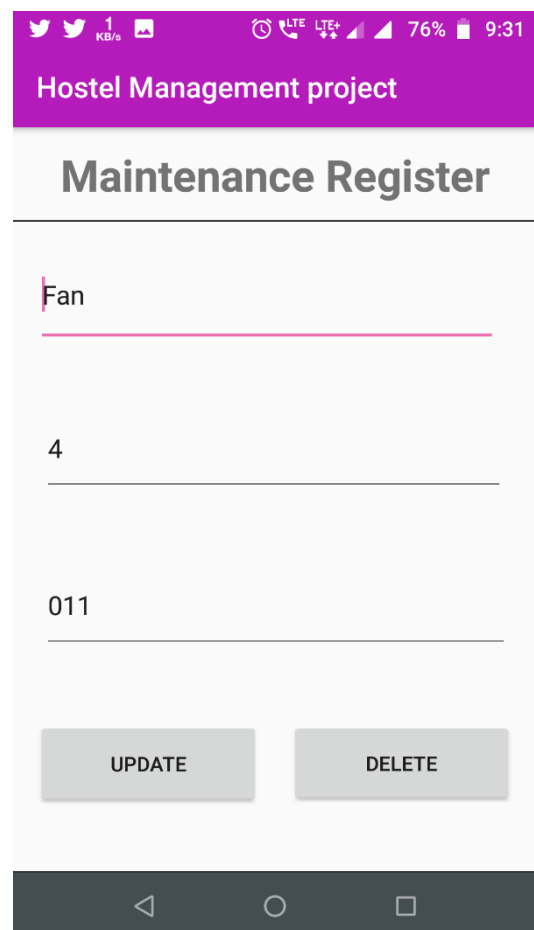 1 KB/s LTE LTE+ 76% 9:31
Hostel Management project
Maintenance Register
Fan
4
011
UPDATE DELETE